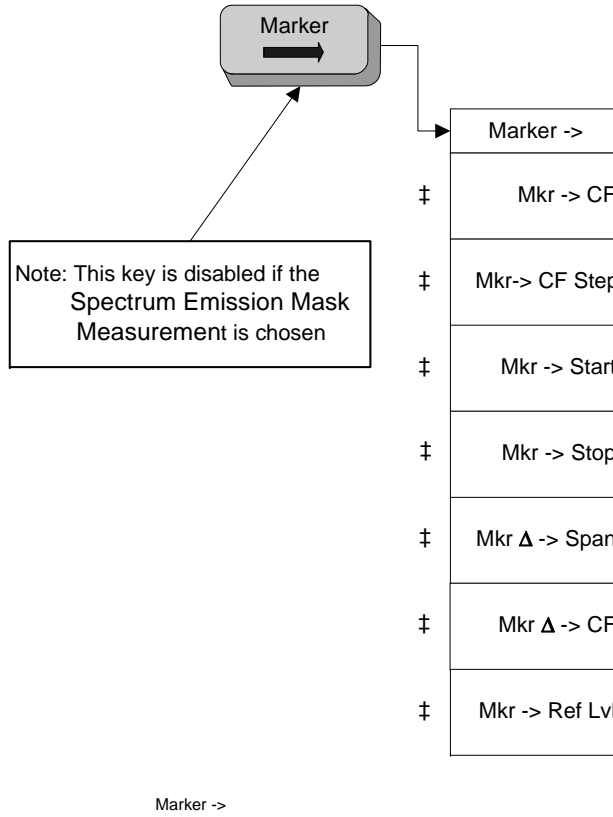 Marker
Marker ->
‡ Mkr -> CF
Note: This key is disabled if the
Spectrum Emission Mask
Measurement is chosen
‡ Mkr-> CF Step
‡ Mkr -> Start
‡ Mkr -> Stop
‡ Mkr Δ -> Span
‡ Mkr Δ -> CF
‡ Mkr -> Ref Lvl
Marker ->